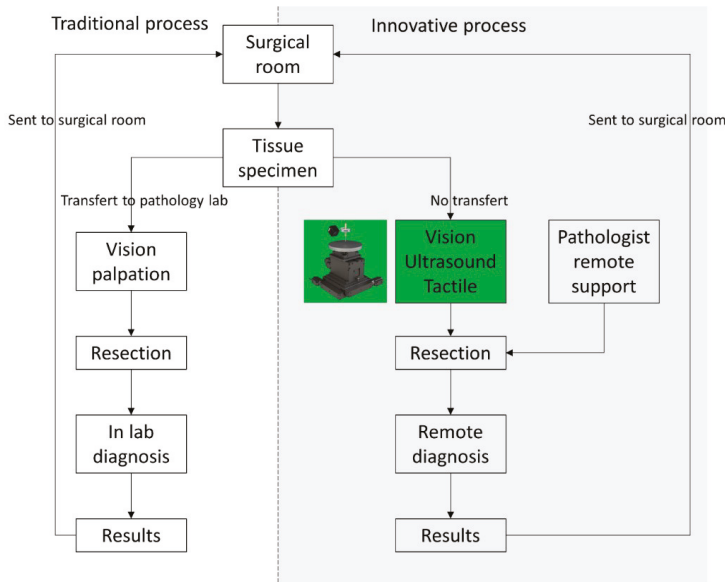 Traditional process
Innovative process
Surgical
room
Sent to surgical room
Sent to surgical room
Tissue
specimen
Transfert to pathology lab
No transfert
Vision
palpation
Vision
Ultrasound
Tactile
Pathologist
remote
support
Resection
Resection
In lab
diagnosis
Remote
diagnosis
Results
Results